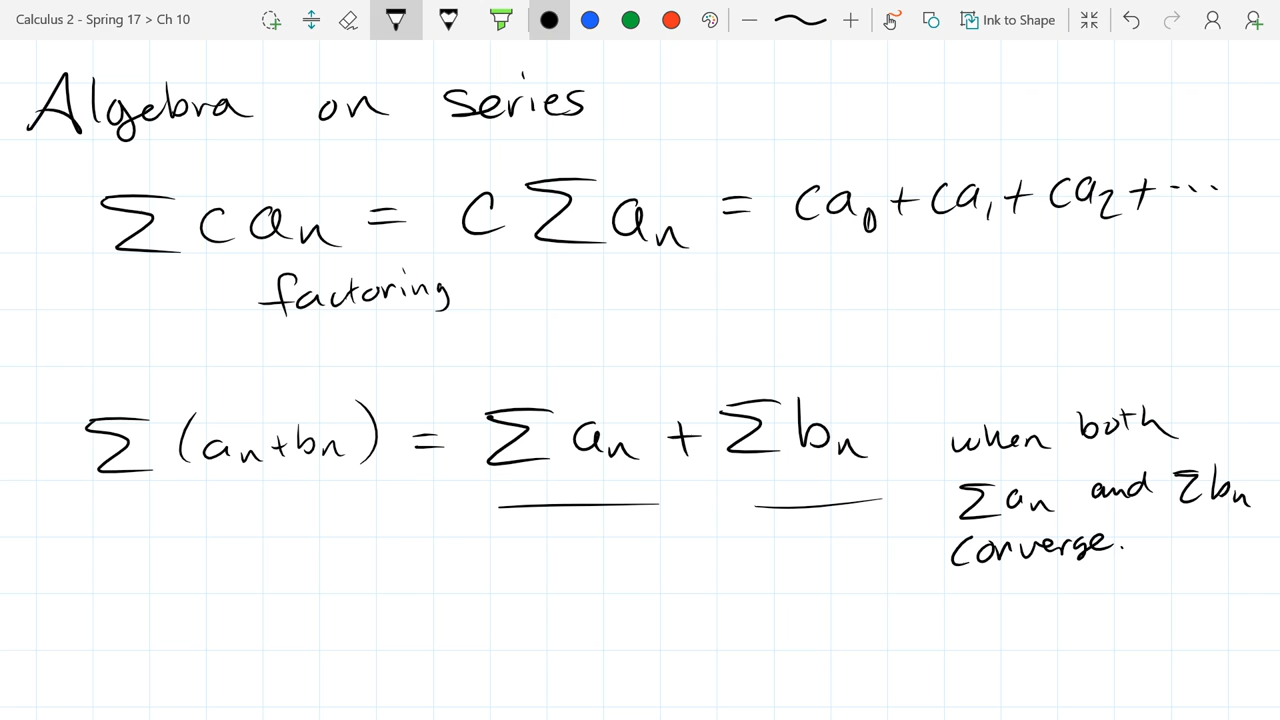 Calculus 2 - Spring 17 > Ch 10
Ink to Shape
Algebra on series
∑ c aₙ = c ∑ aₙ = ca₀ + ca₁ + ca₂ + ⋯
factoring
∑ (aₙ + bₙ) = ∑ aₙ + ∑ bₙ
when both
∑ aₙ and ∑ bₙ
converge.